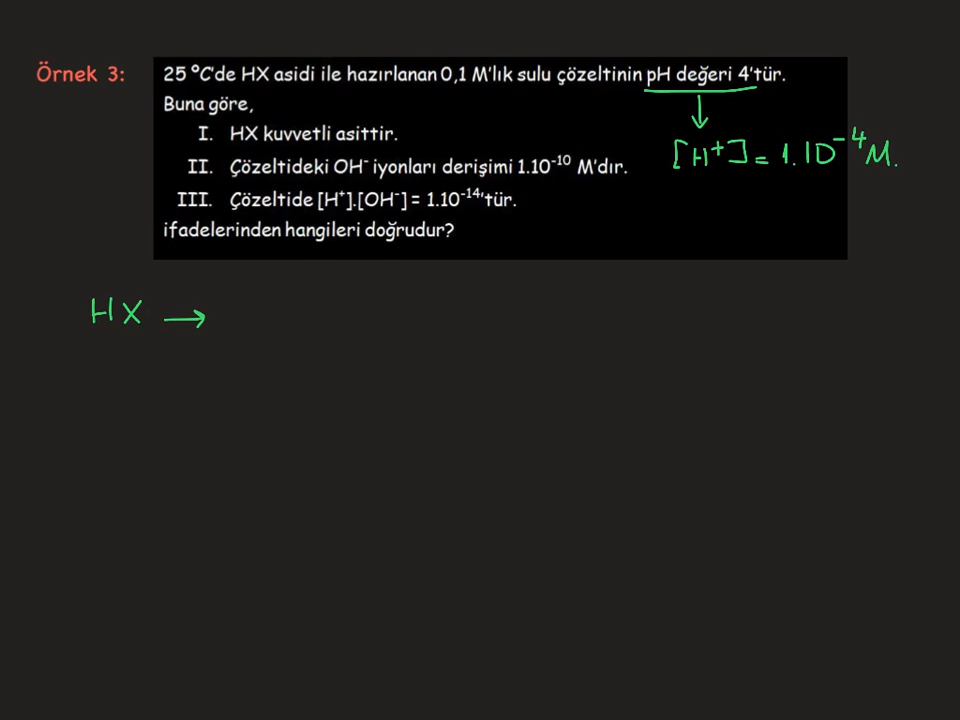 Örnek 3:
25 °C'de HX asidi ile hazırlanan 0,1 M'lık sulu çözeltinin pH değeri 4'tür.
Buna göre,
I. HX kuvvetli asittir.
[H⁺] = 1.10⁻⁴ M.
II. Çözeltideki OH⁻ iyonları derişimi 1.10⁻¹⁰ M'dır.
III. Çözeltide [H⁺].[OH⁻] = 1.10⁻¹⁴'tür.
ifadelerinden hangileri doğrudur?
HX →